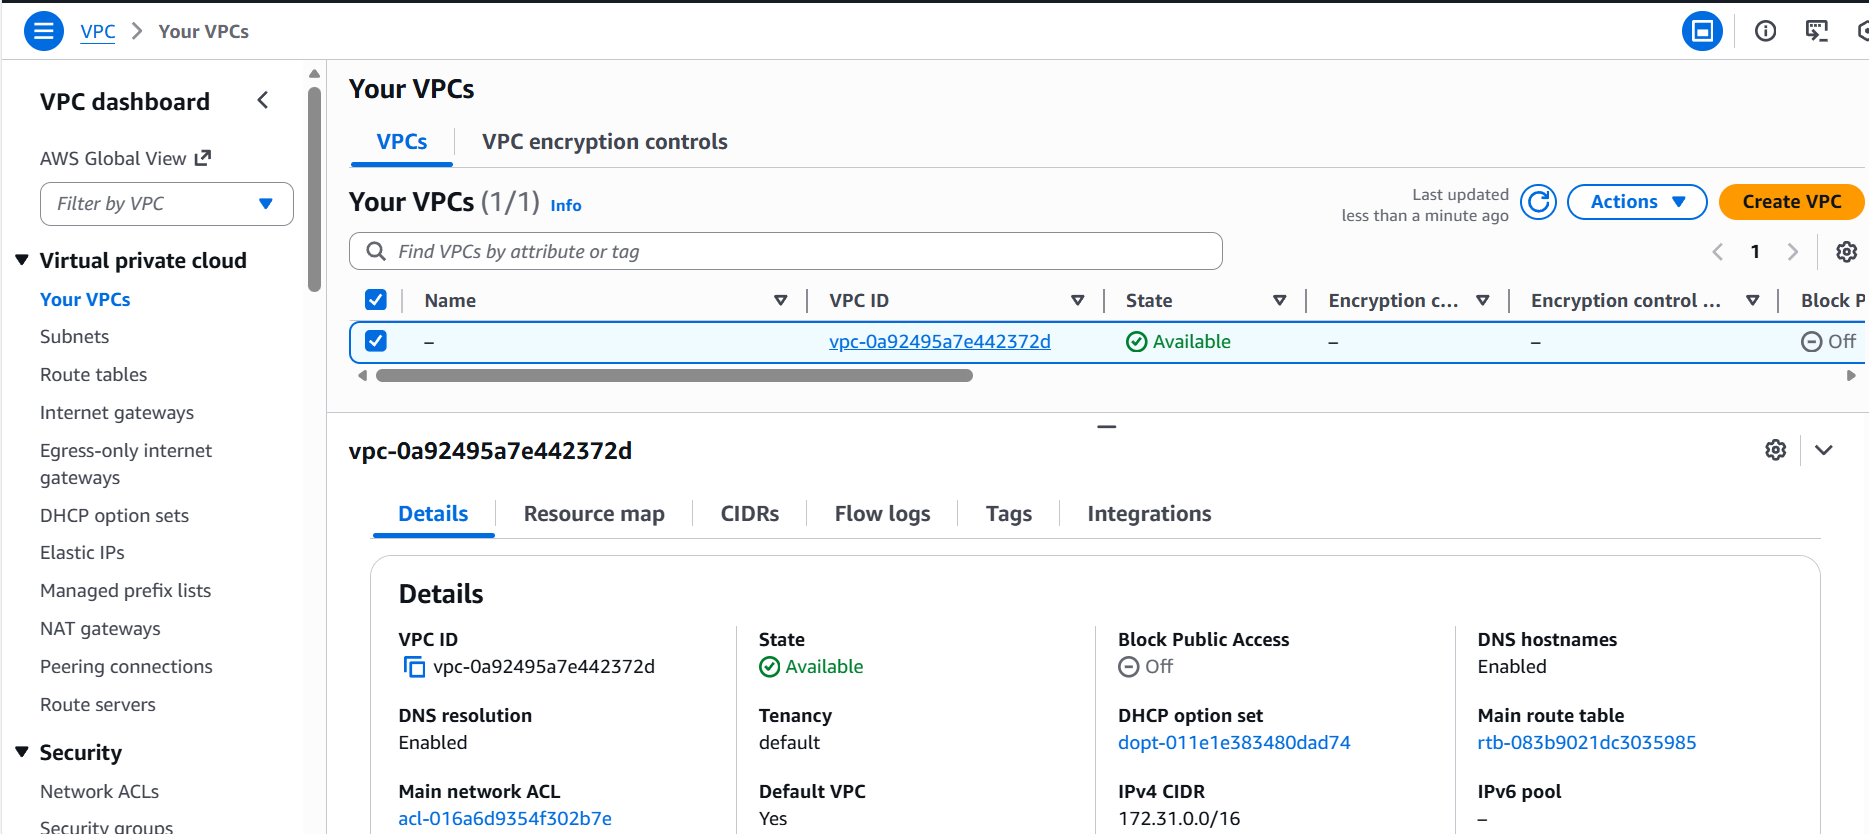 VPC > Your VPCs
VPC dashboard
AWS Global View
Filter by VPC
Virtual private cloud
Your VPCs
Subnets
Route tables
Internet gateways
Egress-only internet
gateways
DHCP option sets
Elastic IPs
Managed prefix lists
NAT gateways
Peering connections
Route servers
Security
Network ACLs
Security groups
Your VPCs
VPCs VPC encryption controls
Your VPCs (1/1) Info
Last updated
less than a minute ago
Actions
Create VPC
Find VPCs by attribute or tag
1
Name VPC ID State Encryption c... Encryption control ... Block P
– vpc-0a92495a7e442372d Available – – Off
vpc-0a92495a7e442372d
Details Resource map CIDRs Flow logs Tags Integrations
Details
VPC ID
vpc-0a92495a7e442372d
State
Available
Block Public Access
Off
DNS hostnames
Enabled
DNS resolution
Enabled
Tenancy
default
DHCP option set
dopt-011e1e383480dad74
Main route table
rtb-083b9021dc3035985
Main network ACL
acl-016a6d9354f302b7e
Default VPC
Yes
IPv4 CIDR
172.31.0.0/16
IPv6 pool
–